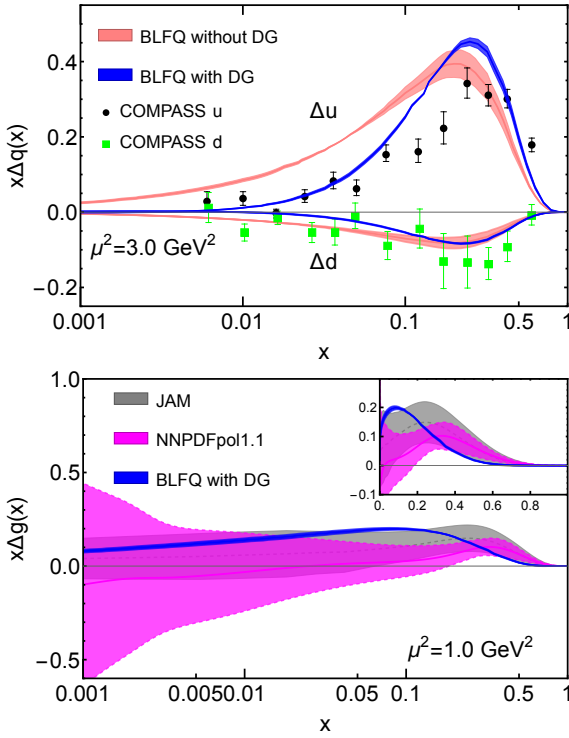 BLFQ without DG
BLFQ with DG
COMPASS u
COMPASS d
Δu
Δd
μ²=3.0 GeV²
xΔq(x)
0.4
0.2
0.0
−0.2
0.001 0.01 0.1 0.5 1
x
JAM
NNPDFpol1.1
BLFQ with DG
0.2
0.1
0.
−0.1
0. 0.2 0.4 0.6 0.8
xΔg(x)
1.0
0.5
0.0
−0.5
μ²=1.0 GeV²
0.001 0.005 0.01 0.05 0.1 0.5 1
x